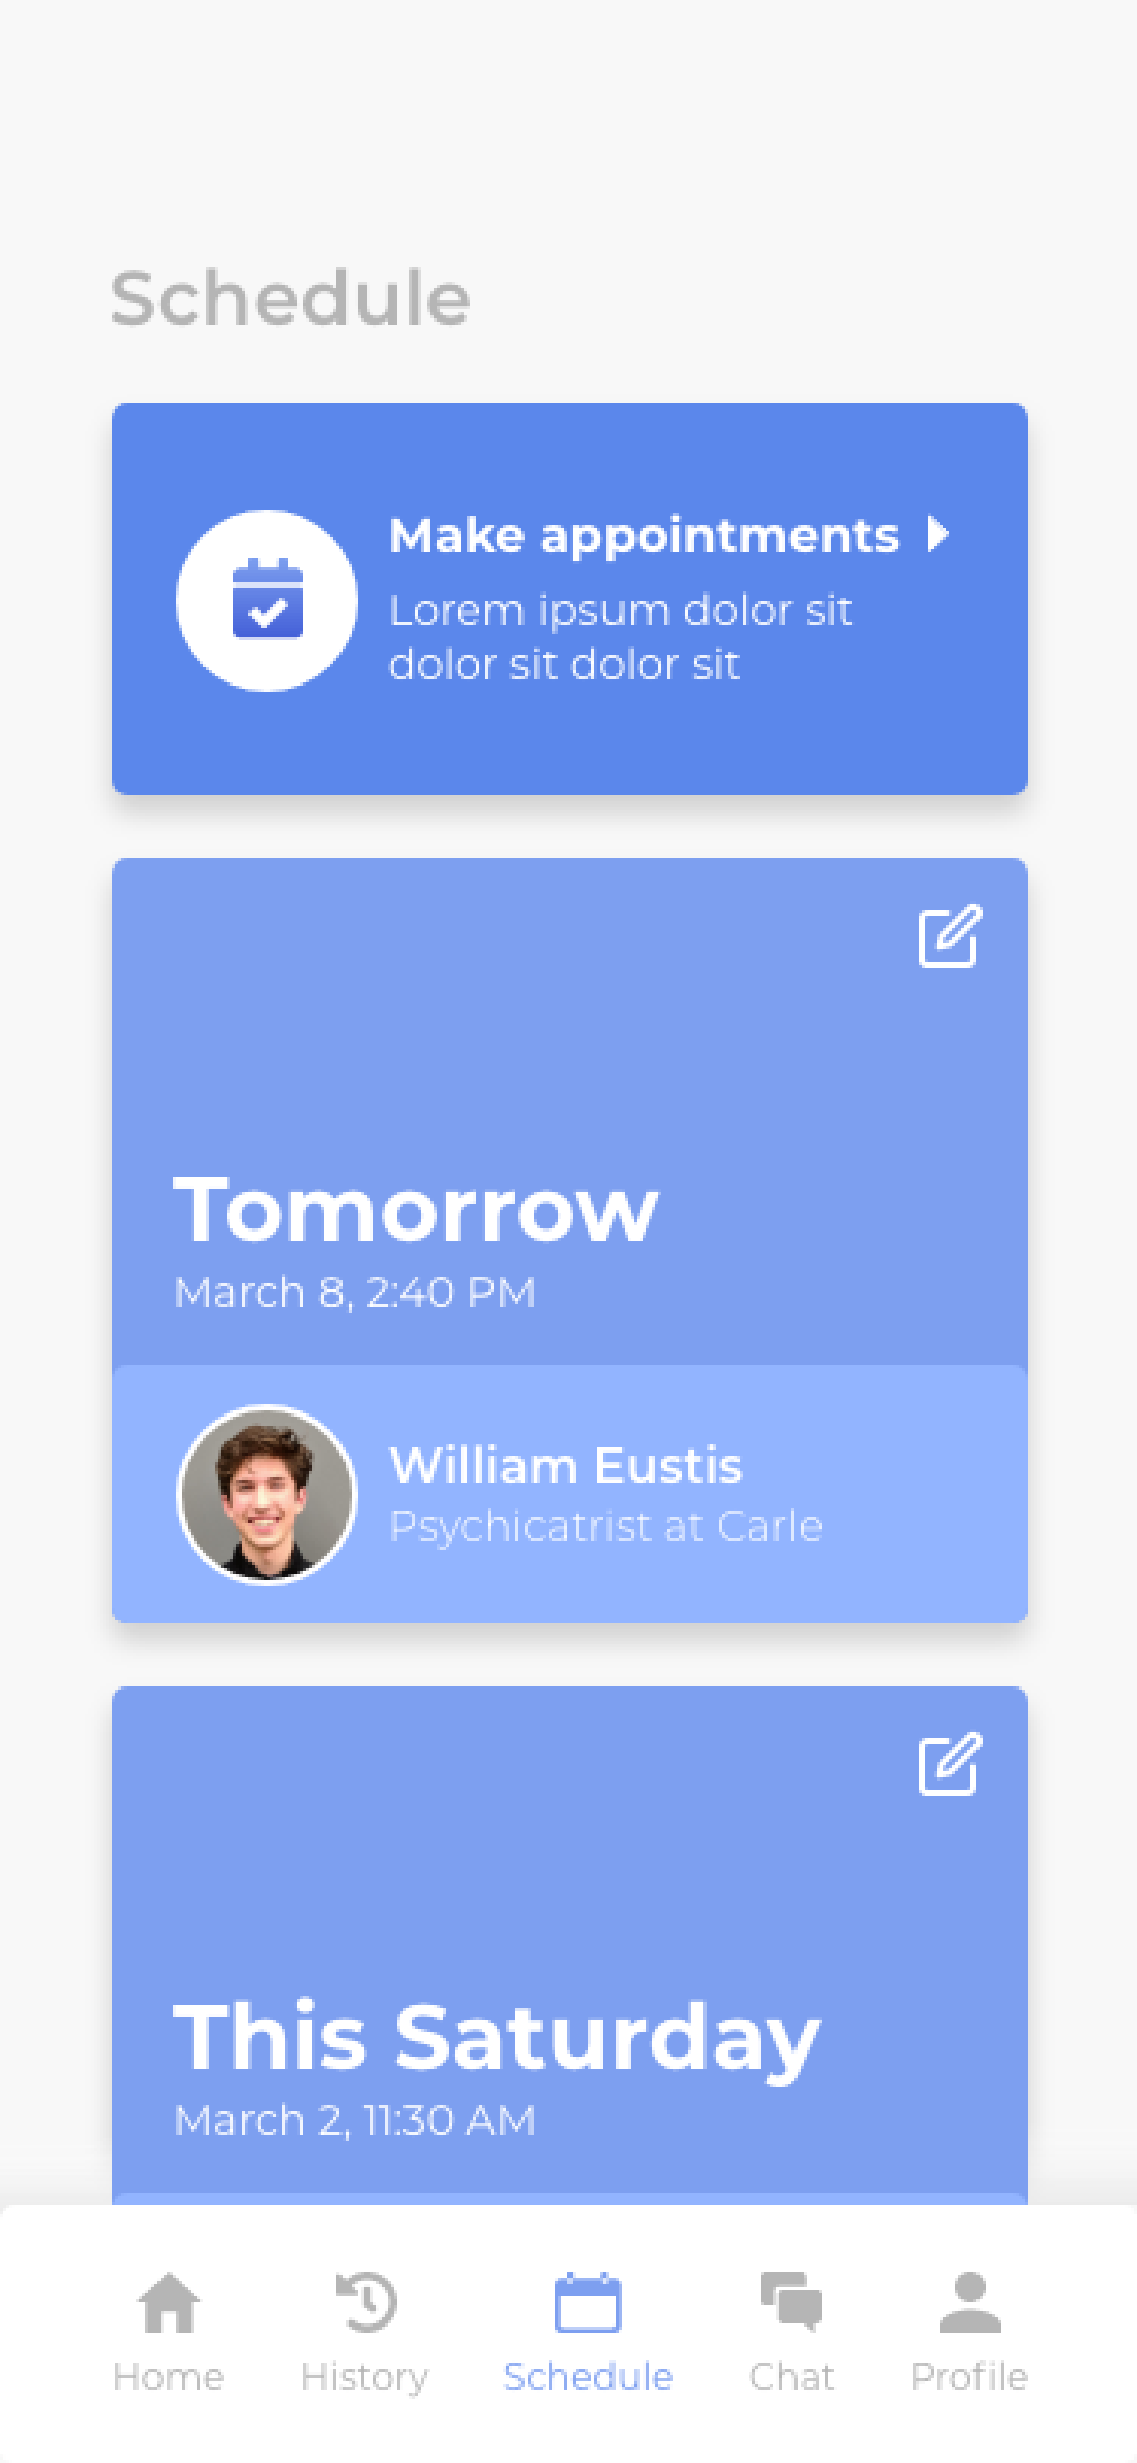 Schedule
Make appointments
Lorem ipsum dolor sit
dolor sit dolor sit
Tomorrow
March 8, 2:40 PM
William Eustis
Psychicatrist at Carle
This Saturday
March 2, 11:30 AM
Home
History
Schedule
Chat
Profile